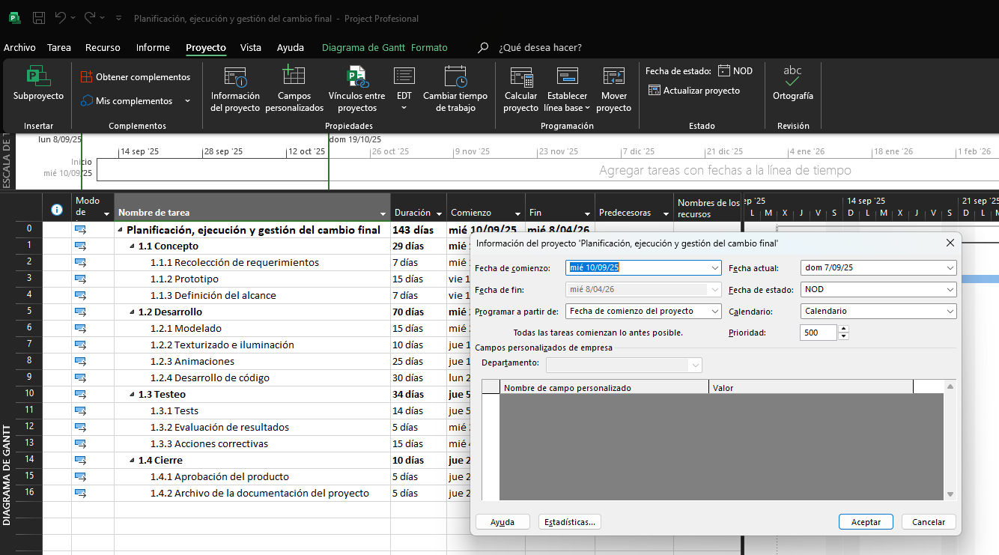 Planificación, ejecución y gestión del cambio final - Project Profesional
Archivo Tarea Recurso Informe Proyecto Vista Ayuda Diagrama de Gantt Formato ¿Qué desea hacer?
Subproyecto
Insertar
Obtener complementos
Mis complementos
Complementos
Información del proyecto
Campos personalizados
Vínculos entre proyectos
EDT
Cambiar tiempo de trabajo
Propiedades
Calcular proyecto
Establecer línea base
Mover proyecto
Programación
Fecha de estado: NOD
Actualizar proyecto
Estado
abc
Ortografía
Revisión
ESCALA DE T
lun 8/09/25 dom 19/10/25
14 sep '25 28 sep '25 12 oct '25 26 oct '25 9 nov '25 23 nov '25 7 dic '25 21 dic '25 4 ene '26 18 ene '26 1 feb '26
Inicio
mié 10/09/25
Agregar tareas con fechas a la línea de tiempo
DIAGRAMA DE GANTT
Modo de Nombre de tarea Duración Comienzo Fin Predecesoras Nombres de los recursos
ep '25 14 sep '25 21 sep '25
L M X J V S D L M X J V S D L M
0 Planificación, ejecución y gestión del cambio final 143 días mié 10/09/25 mié 8/04/26
1 1.1 Concepto 29 días mié 1
2 1.1.1 Recolección de requerimientos 7 días mié 1
3 1.1.2 Prototipo 15 días vie 1
4 1.1.3 Definición del alcance 7 días vie 1
5 1.2 Desarrollo 70 días mié
6 1.2.1 Modelado 15 días mié
7 1.2.2 Texturizado e iluminación 10 días jue 1
8 1.2.3 Animaciones 25 días jue 1
9 1.2.4 Desarrollo de código 30 días lun 2
10 1.3 Testeo 34 días jue 5
11 1.3.1 Tests 14 días jue 5
12 1.3.2 Evaluación de resultados 5 días mié
13 1.3.3 Acciones correctivas 15 días mié 4
14 1.4 Cierre 10 días jue 2
15 1.4.1 Aprobación del producto 5 días jue 2
16 1.4.2 Archivo de la documentación del proyecto 5 días jue 2
Información del proyecto 'Planificación, ejecución y gestión del cambio final'
Fecha de comienzo: mié 10/09/25 Fecha actual: dom 7/09/25
Fecha de fin: mié 8/04/26 Fecha de estado: NOD
Programar a partir de: Fecha de comienzo del proyecto Calendario: Calendario
Todas las tareas comienzan lo antes posible. Prioridad: 500
Campos personalizados de empresa
Departamento:
Nombre de campo personalizado Valor
Ayuda Estadísticas... Aceptar Cancelar